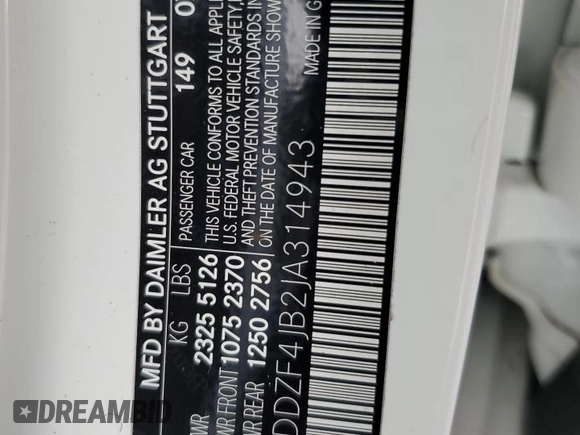 MFD BY DAIMLER AG STUTTGART
KG LBS PASSENGER CAR 149
2325 5126 THIS VEHICLE CONFORMS TO ALL
FRONT 1075 2370 U.S. FEDERAL MOTOR VEHICLE SAFETY,
REAR 1250 2756 AND THEFT PREVENTION STANDARDS IN
ON THE DATE OF MANUFACTURE SHOW
MADE IN G
DDZF4JB2JA314943
DREAMBID